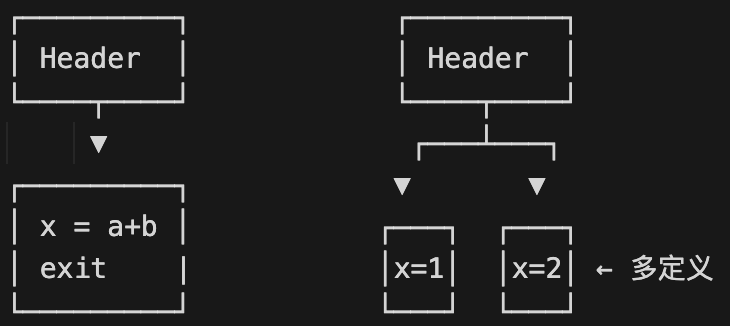 Header Header
x = a+b
exit x=1 x=2 ← 多定义